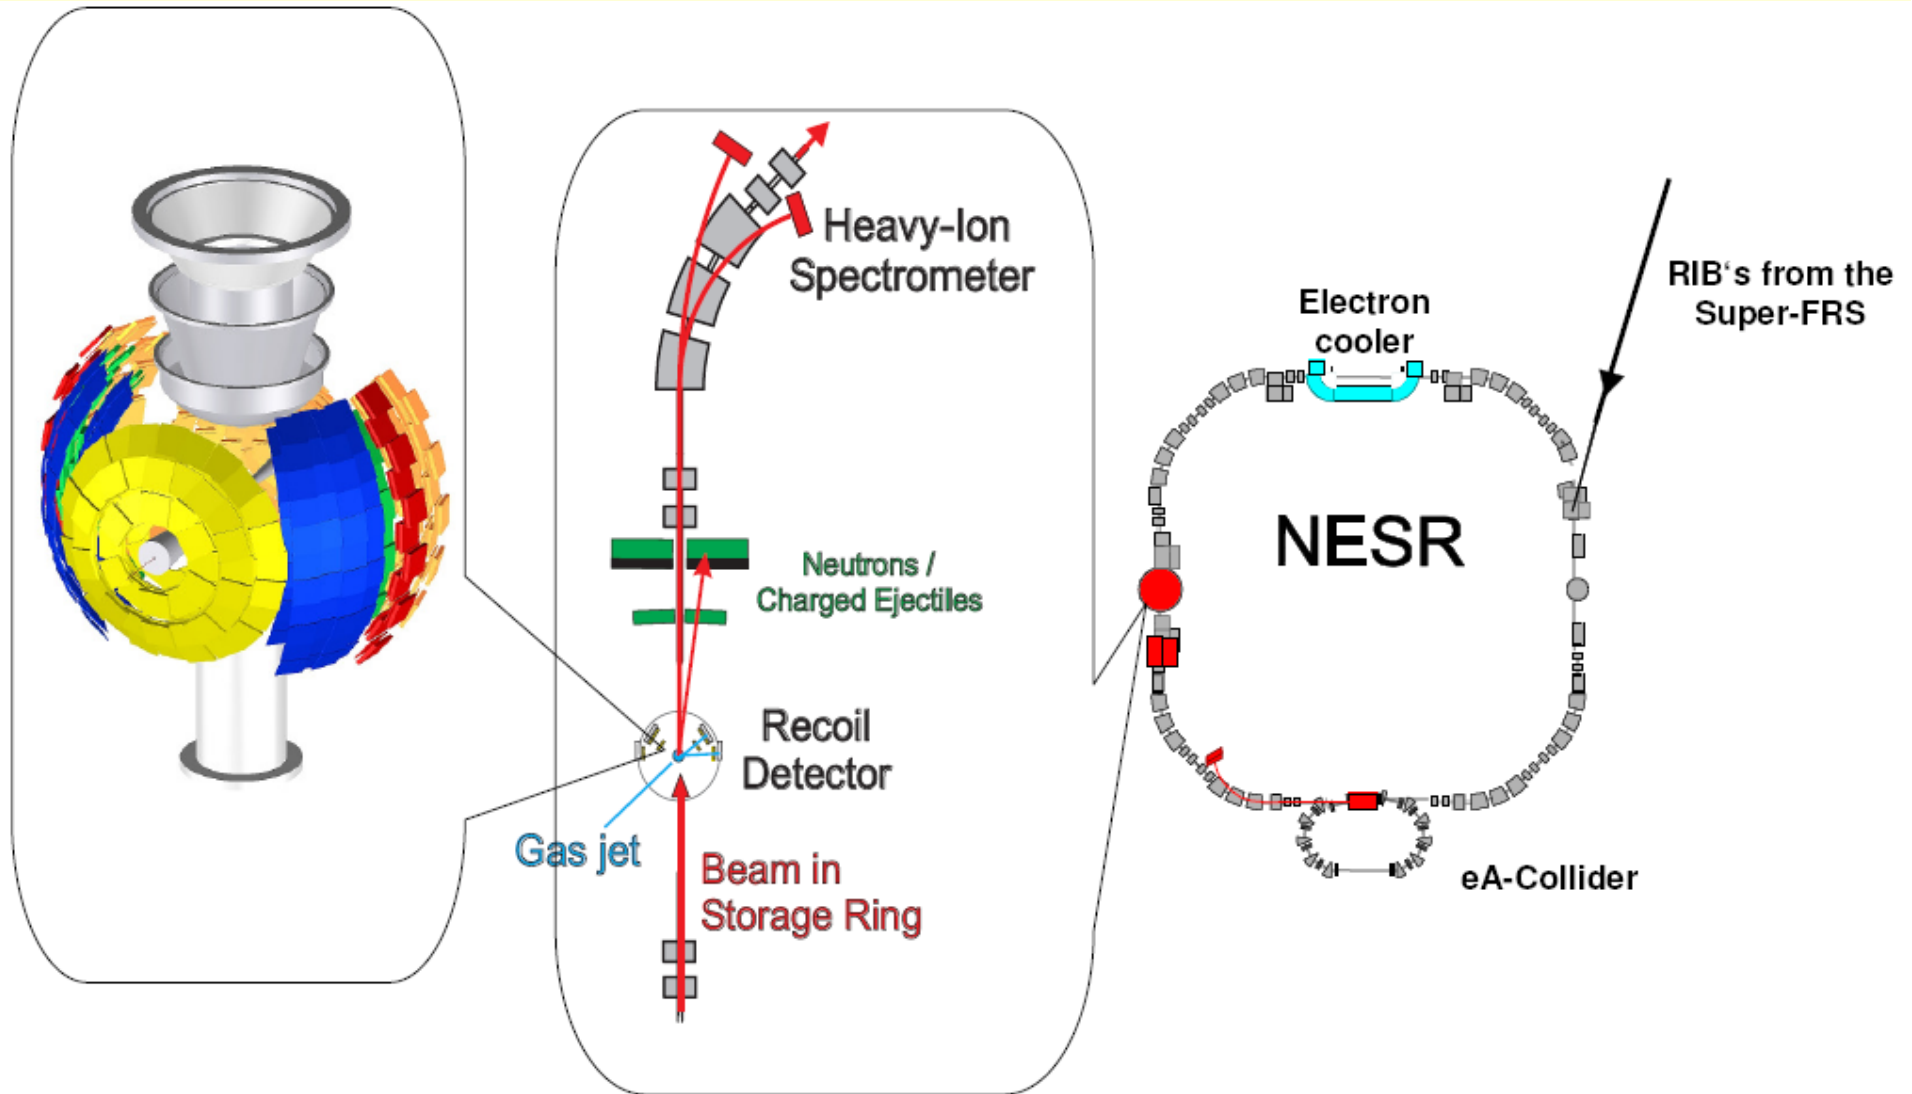 Heavy-Ion
Spectrometer
Neutrons /
Charged Ejectiles
Recoil
Detector
Gas jet
Beam in
Storage Ring
Electron
cooler
RIB's from the
Super-FRS
NESR
eA-Collider